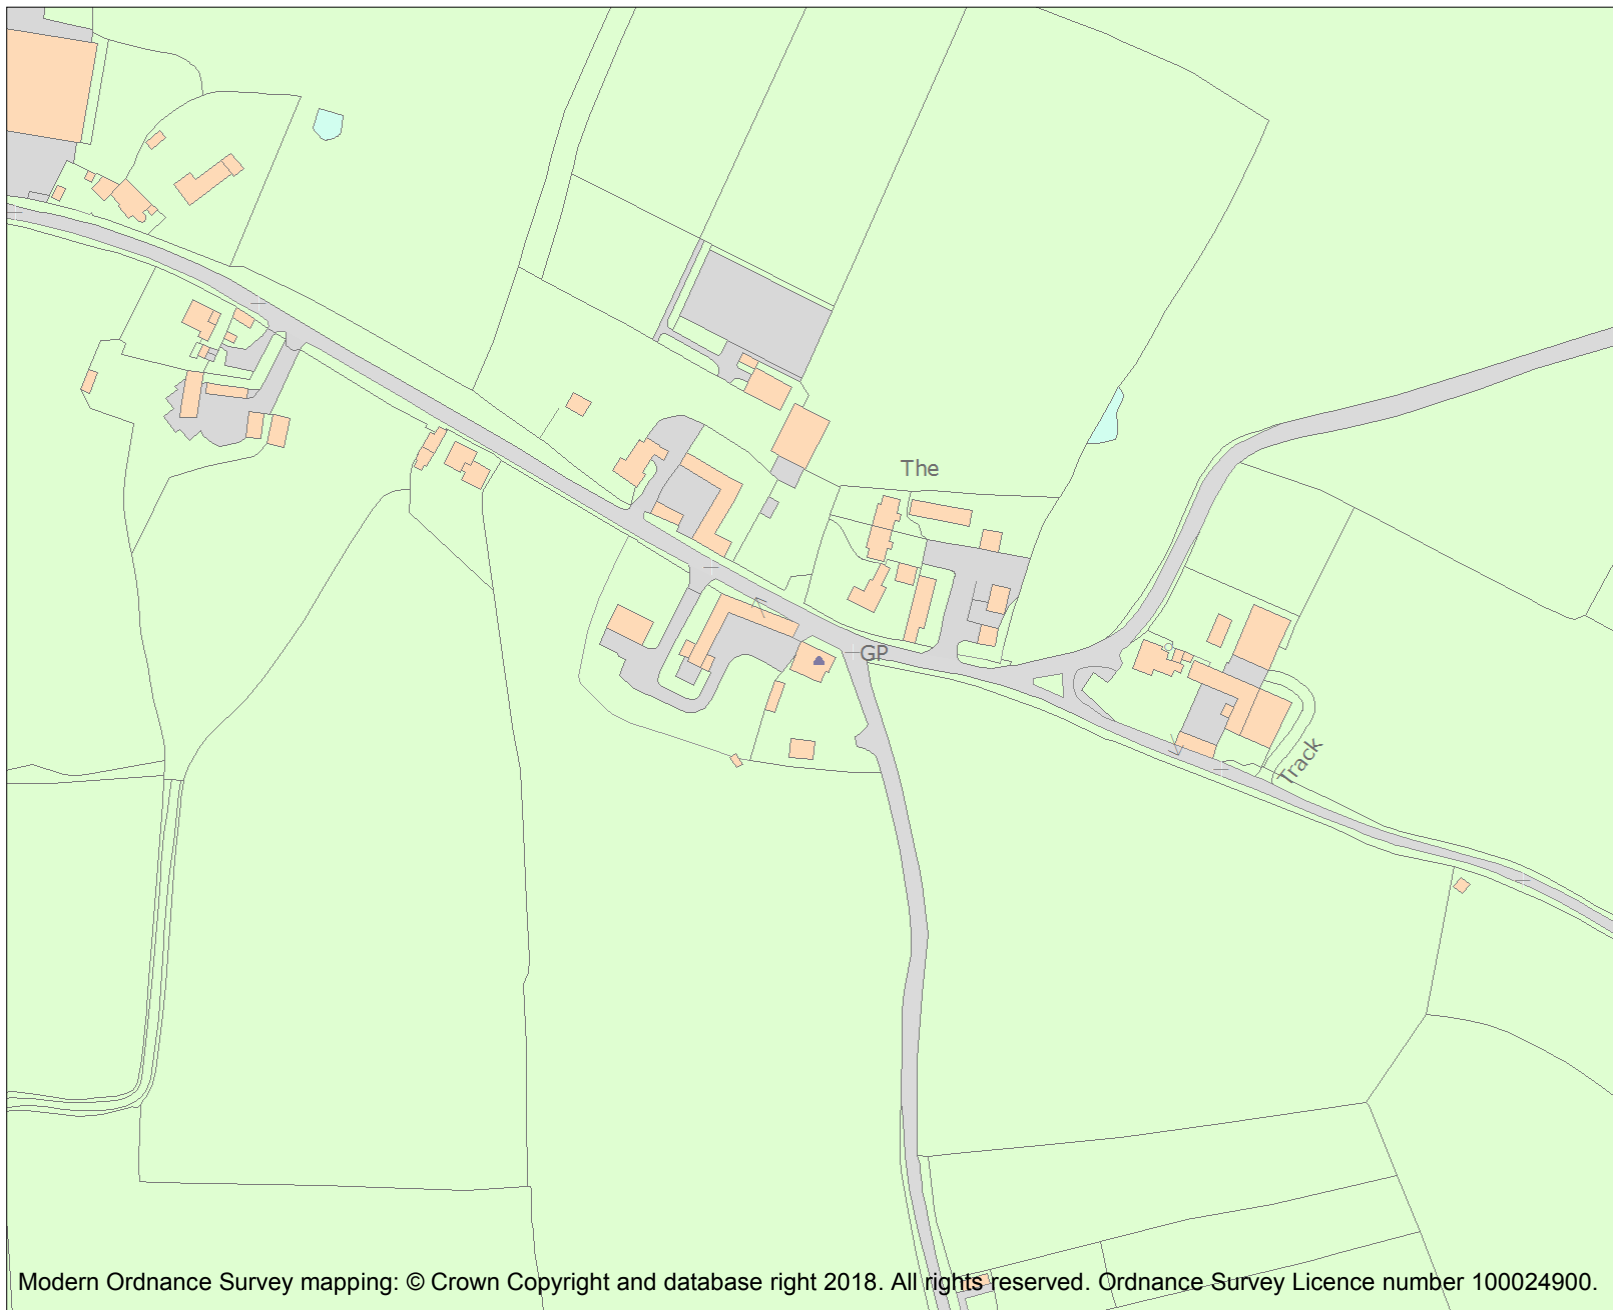 The
GP
Track
Modern Ordnance Survey mapping: © Crown Copyright and database right 2018. All rights reserved. Ordnance Survey Licence number 100024900.